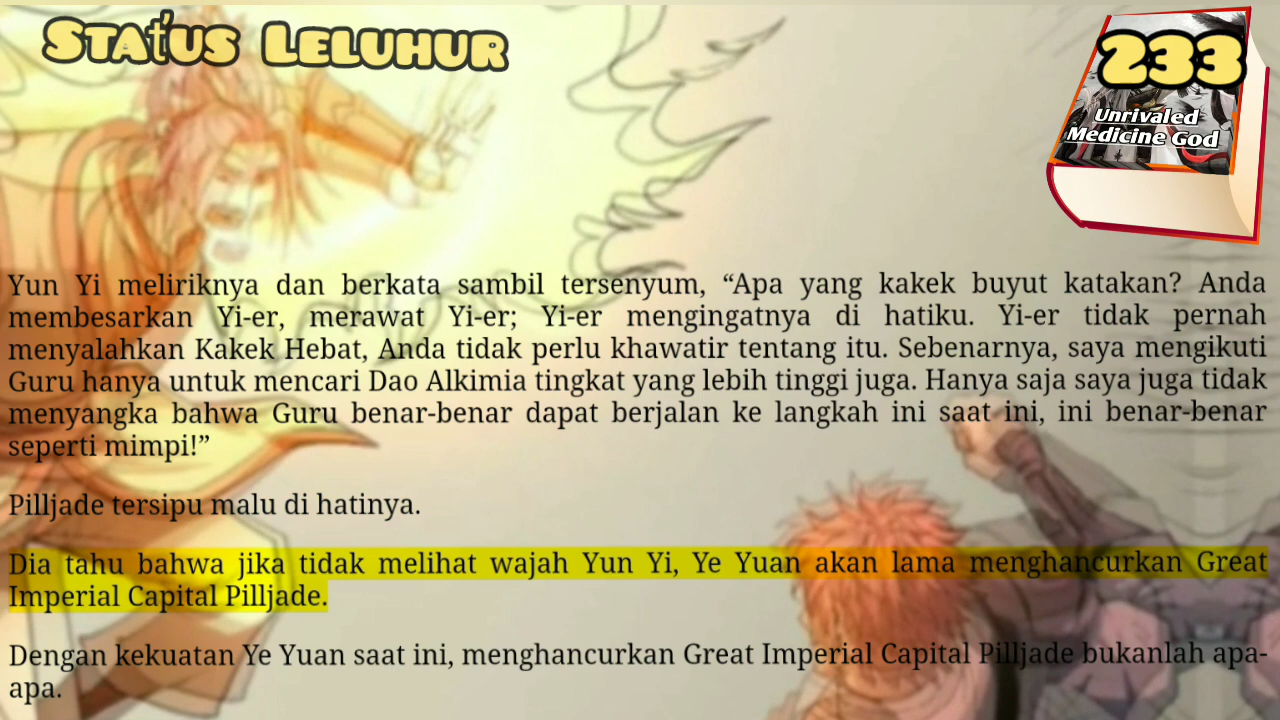 Status Leluhur
233
Unrivaled
Medicine God
Yun Yi meliriknya dan berkata sambil tersenyum, “Apa yang kakek buyut katakan? Anda
membesarkan Yi-er, merawat Yi-er; Yi-er mengingatnya di hatiku. Yi-er tidak pernah
menyalahkan Kakek Hebat, Anda tidak perlu khawatir tentang itu. Sebenarnya, saya mengikuti
Guru hanya untuk mencari Dao Alkimia tingkat yang lebih tinggi juga. Hanya saja saya juga tidak
menyangka bahwa Guru benar-benar dapat berjalan ke langkah ini saat ini, ini benar-benar
seperti mimpi!”
Pilljade tersipu malu di hatinya.
Dia tahu bahwa jika tidak melihat wajah Yun Yi, Ye Yuan akan lama menghancurkan Great
Imperial Capital Pilljade.
Dengan kekuatan Ye Yuan saat ini, menghancurkan Great Imperial Capital Pilljade bukanlah apa-
apa.